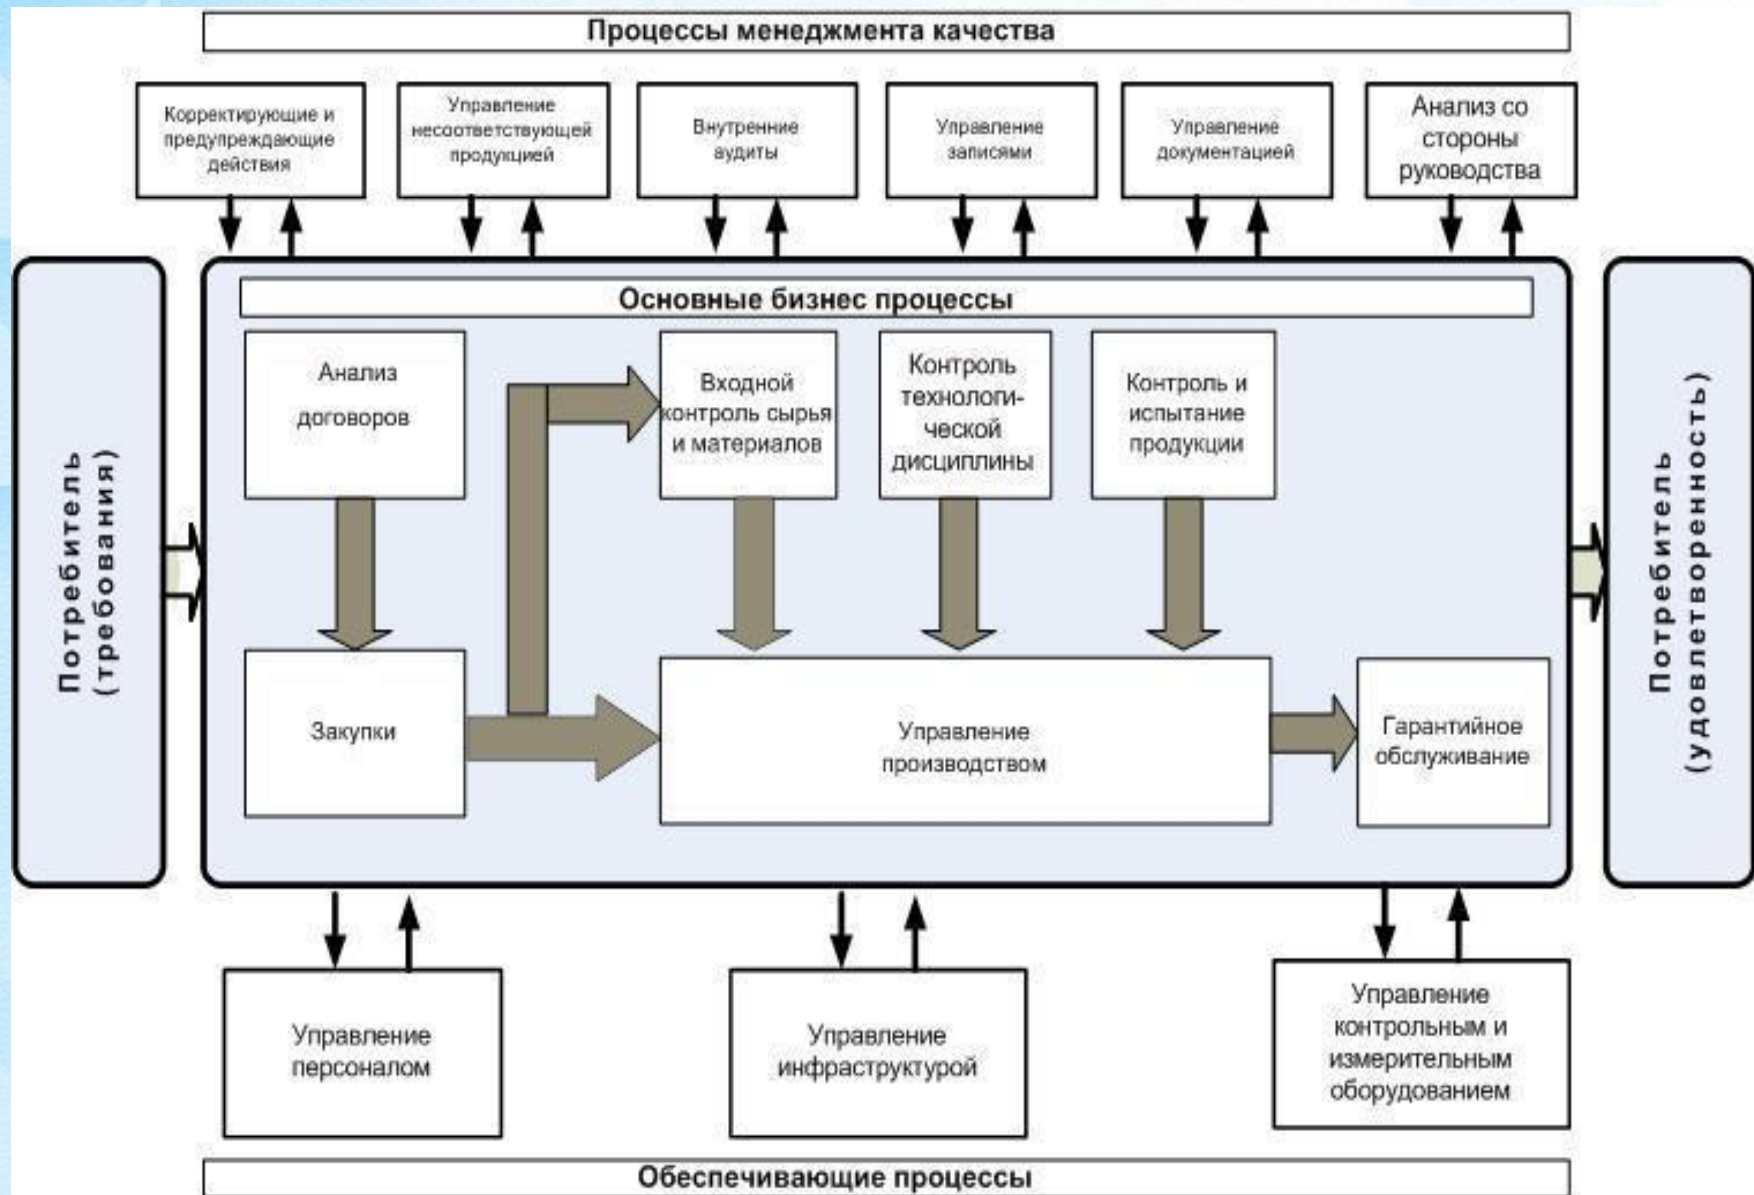 Процессы менеджмента качества
Корректирующие и
предупреждающие
действия
Управление
несоответствующей
продукцией
Внутренние
аудиты
Управление
записями
Управление
документацией
Анализ со
стороны
руководства
Потребитель
(требования)
Основные бизнес процессы
Анализ
договоров
Входной
контроль сырья
и материалов
Контроль
технологи-
ческой
дисциплины
Контроль и
испытание
продукции
Закупки
Управление
производством
Гарантийное
обслуживание
Потребитель
(удовлетворенность)
Управление
персоналом
Управление
инфраструктурой
Управление
контрольным и
измерительным
оборудованием
Обеспечивающие процессы